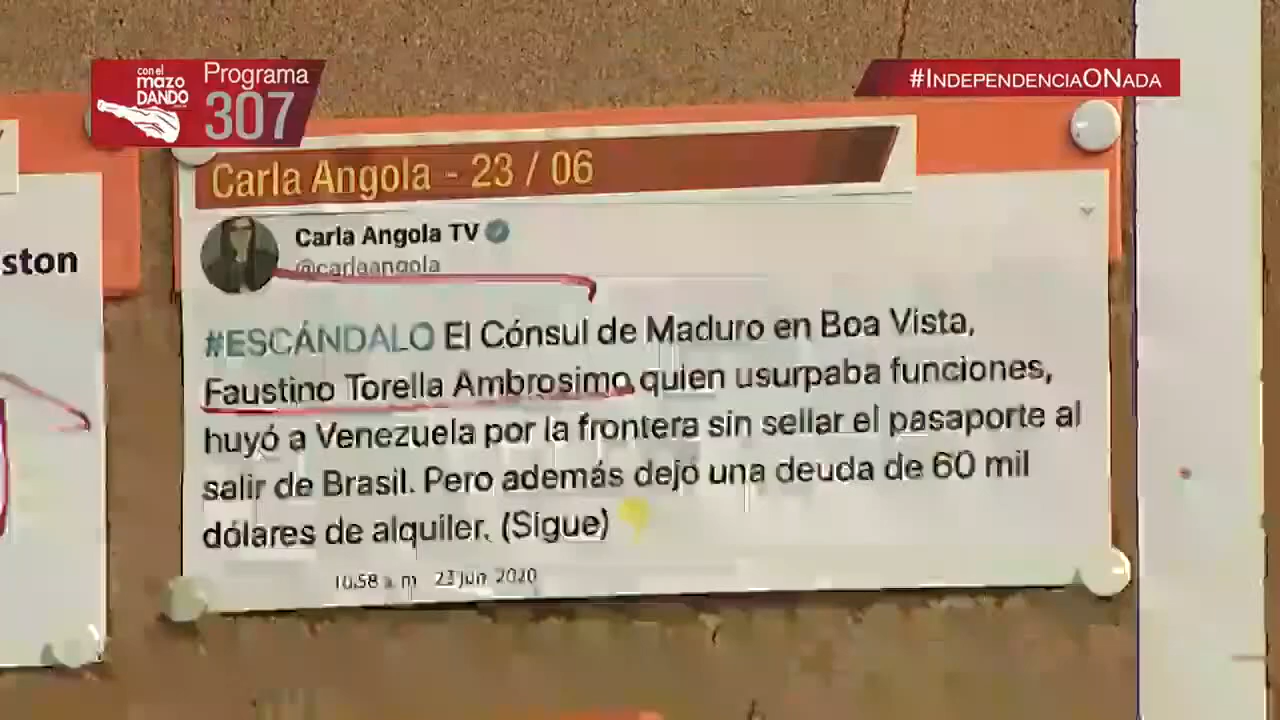 con el
mazo
DANDO
Programa
307
#INDEPENDENCIAONADA
Carla Angola - 23 / 06
ston
Carla Angola TV
@carlaangola
#ESCÁNDALO El Cónsul de Maduro en Boa Vista,
Faustino Torella Ambrosimo quien usurpaba funciones,
huyó a Venezuela por la frontera sin sellar el pasaporte al
salir de Brasil. Pero además dejó una deuda de 60 mil
dólares de alquiler. (Sigue)
10:58 a. m 23 jun 2020